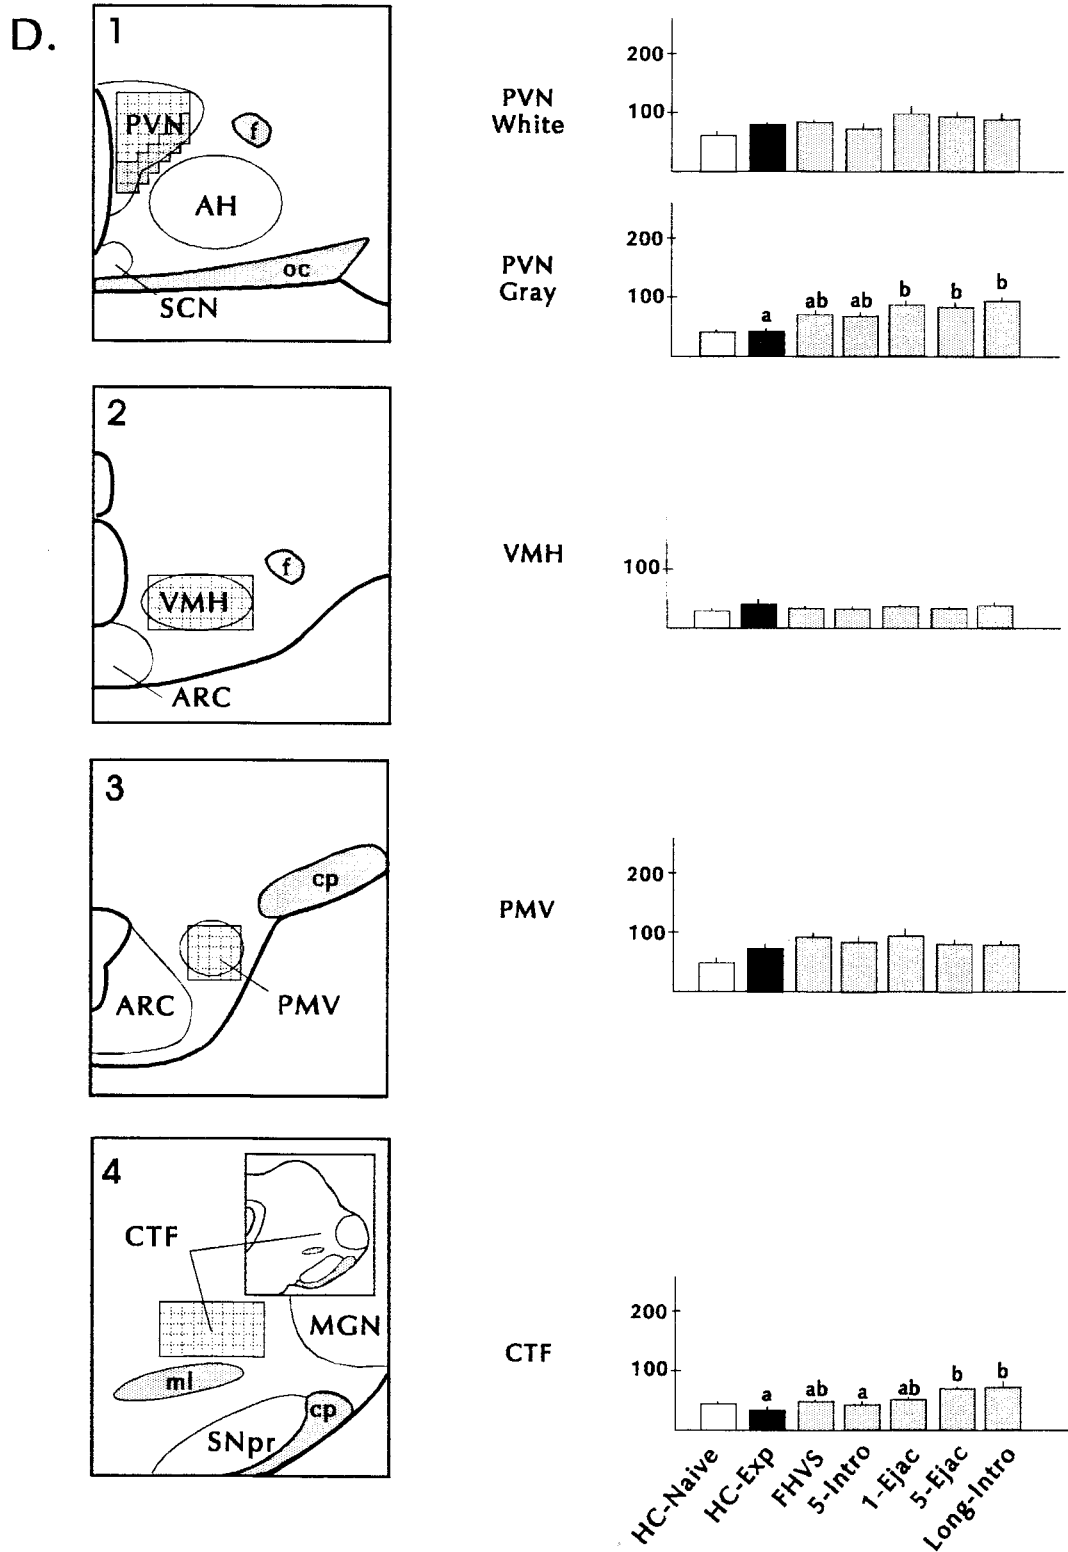 D.
1
PVN
f
AH
oc
SCN
PVN
White
200
100
PVN
Gray
200
100
a
ab
ab
b
b
b
2
f
VMH
ARC
VMH
100
3
cp
ARC
PMV
PMV
200
100
4
CTF
MGN
ml
cp
SNpr
CTF
200
100
a
ab
a
ab
b
b
HC-Naive
HC-Exp
FHVS
5-Intro
1-Ejac
5-Ejac
Long-Intro